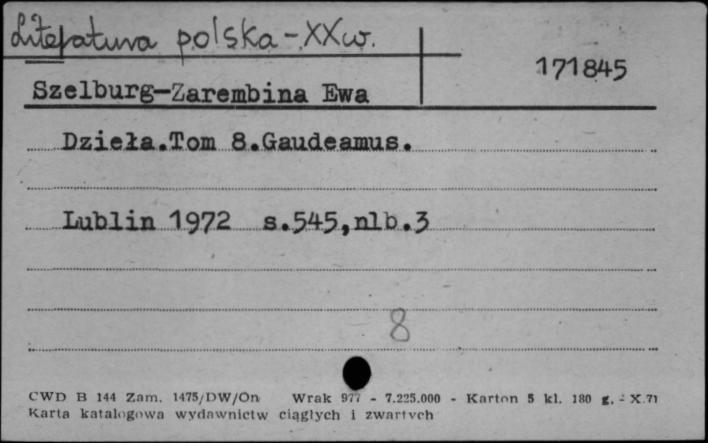 Literatura polska - XX w.
171845
Szelburg-Zarembina Ewa
Dzieła.Tom 8.Gaudeamus.
Lublin 1972 s.545,nlb.3
8
CWD B 144 Zam. 1475/DW/On Wrak 977 - 7.225.000 - Karton 5 kl. 180 g. - X.71
Karta katalogowa wydawnictw ciągłych i zwartych